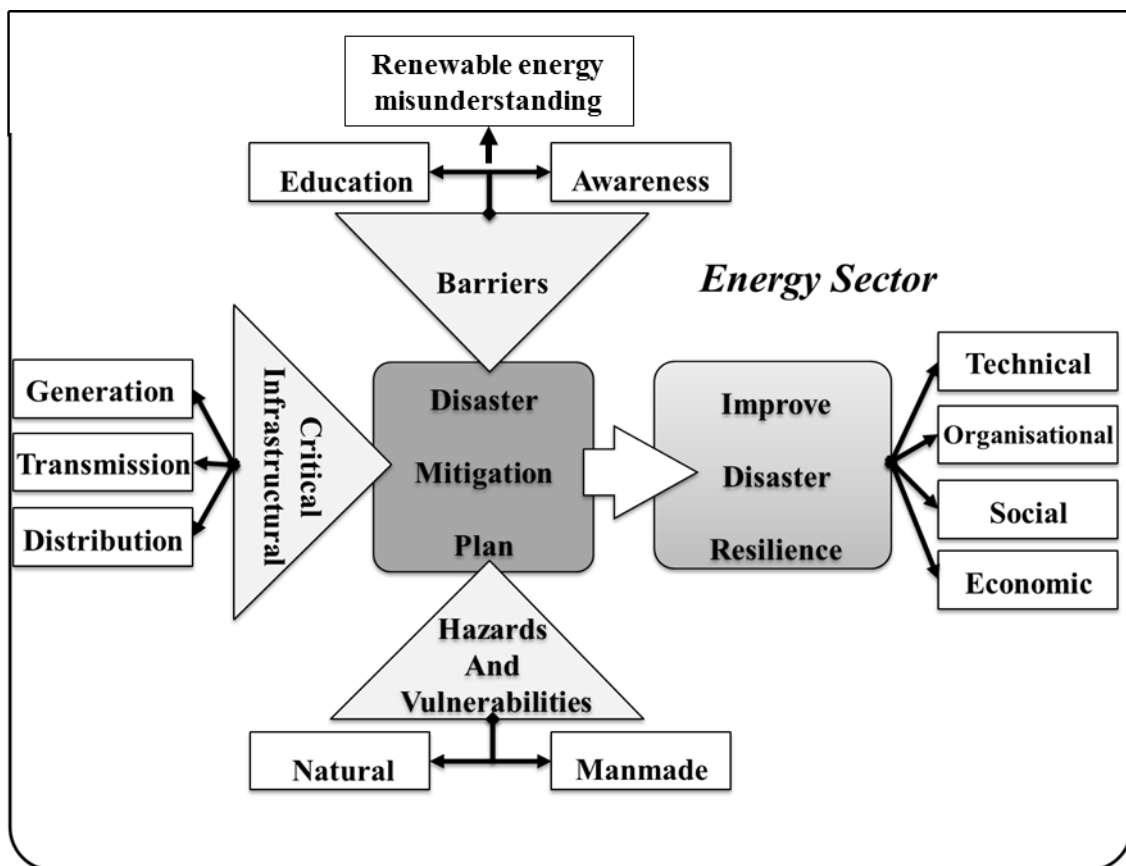 Renewable energy
misunderstanding
Education
Awareness
Barriers
Energy Sector
Generation
Transmission
Distribution
Critical
Infrastructural
Disaster
Mitigation
Plan
Improve
Disaster
Resilience
Technical
Organisational
Social
Economic
Hazards
And
Vulnerabilities
Natural
Manmade